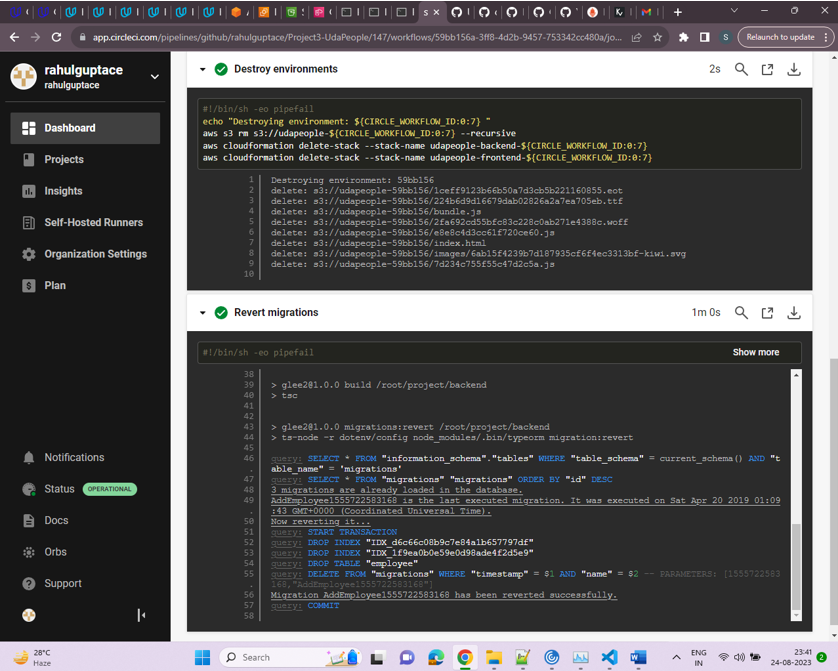 S
app.circleci.com/pipelines/github/rahulguptace/Project3-UdaPeople/147/workflows/59bb156a-3ff8-4d2b-9457-753342cc480a/jo...
S
Relaunch to update
rahulguptace
rahulguptace
Dashboard
Projects
Insights
Self-Hosted Runners
Organization Settings
Plan
Notifications
Status OPERATIONAL
Docs
Orbs
Support
Destroy environments
2s
#!/bin/sh -eo pipefail
echo "Destroying environment: ${CIRCLE_WORKFLOW_ID:0:7} "
aws s3 rm s3://udapeople-${CIRCLE_WORKFLOW_ID:0:7} --recursive
aws cloudformation delete-stack --stack-name udapeople-backend-${CIRCLE_WORKFLOW_ID:0:7}
aws cloudformation delete-stack --stack-name udapeople-frontend-${CIRCLE_WORKFLOW_ID:0:7}
1 Destroying environment: 59bb156
2 delete: s3://udapeople-59bb156/1ceff9123b66b50a7d3cb5b221160855.eot
3 delete: s3://udapeople-59bb156/224b6d9d16679dab02826a2a7ea705eb.ttf
4 delete: s3://udapeople-59bb156/bundle.js
5 delete: s3://udapeople-59bb156/2fa692cd55bfc83c228c0ab271e4388c.woff
6 delete: s3://udapeople-59bb156/e8e8c4d3cc61f720ce60.js
7 delete: s3://udapeople-59bb156/index.html
8 delete: s3://udapeople-59bb156/images/6ab15f4239b7d187935cf6f4ec3313bf-kiwi.svg
9 delete: s3://udapeople-59bb156/7d234c755f55c47d2c5a.js
10
Revert migrations
1m 0s
#!/bin/sh -eo pipefail
Show more
38
39 > glee2@1.0.0 build /root/project/backend
40 > tsc
41
42
43 > glee2@1.0.0 migrations:revert /root/project/backend
44 > ts-node -r dotenv/config node_modules/.bin/typeorm migration:revert
45
46 query: SELECT * FROM "information_schema"."tables" WHERE "table_schema" = current_schema() AND "t
. able_name" = 'migrations'
47 query: SELECT * FROM "migrations" "migrations" ORDER BY "id" DESC
48 3 migrations are already loaded in the database.
49 AddEmployee1555722583168 is the last executed migration. It was executed on Sat Apr 20 2019 01:09
. :43 GMT+0000 (Coordinated Universal Time).
50 Now reverting it...
51 query: START TRANSACTION
52 query: DROP INDEX "IDX_d6c66c08b9c7e84a1b657797df"
53 query: DROP INDEX "IDX_1f9ea0b0e59e0d98ade4f2d5e9"
54 query: DROP TABLE "employee"
55 query: DELETE FROM "migrations" WHERE "timestamp" = $1 AND "name" = $2 -- PARAMETERS: [1555722583
. 168,"AddEmployee1555722583168"]
56 Migration AddEmployee1555722583168 has been reverted successfully.
57 query: COMMIT
58
28°C
Haze
Search
ENG
IN
23:41
24-08-2023
2